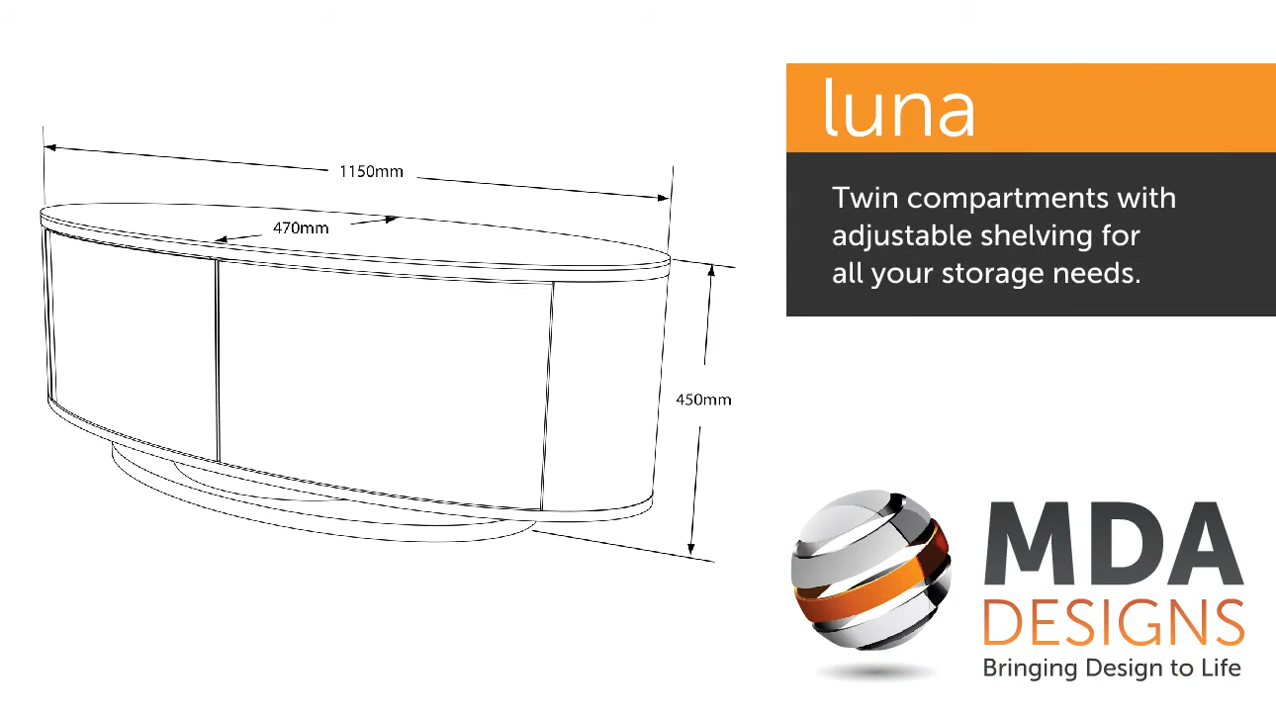 luna
Twin compartments with
adjustable shelving for
all your storage needs.
1150mm
470mm
450mm
MDA
DESIGNS
Bringing Design to Life